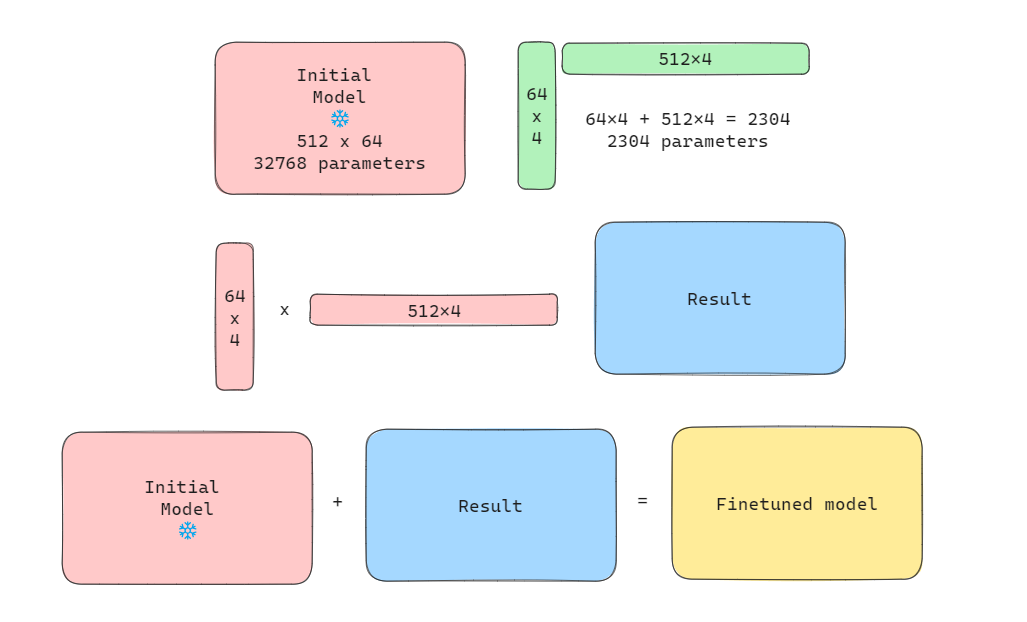 Initial
Model
❄
512 x 64
32768 parameters
64
x
4
512×4
64×4 + 512×4 = 2304
2304 parameters
64
x
4
x
512×4
Result
Initial
Model
❄
+
Result
=
Finetuned model